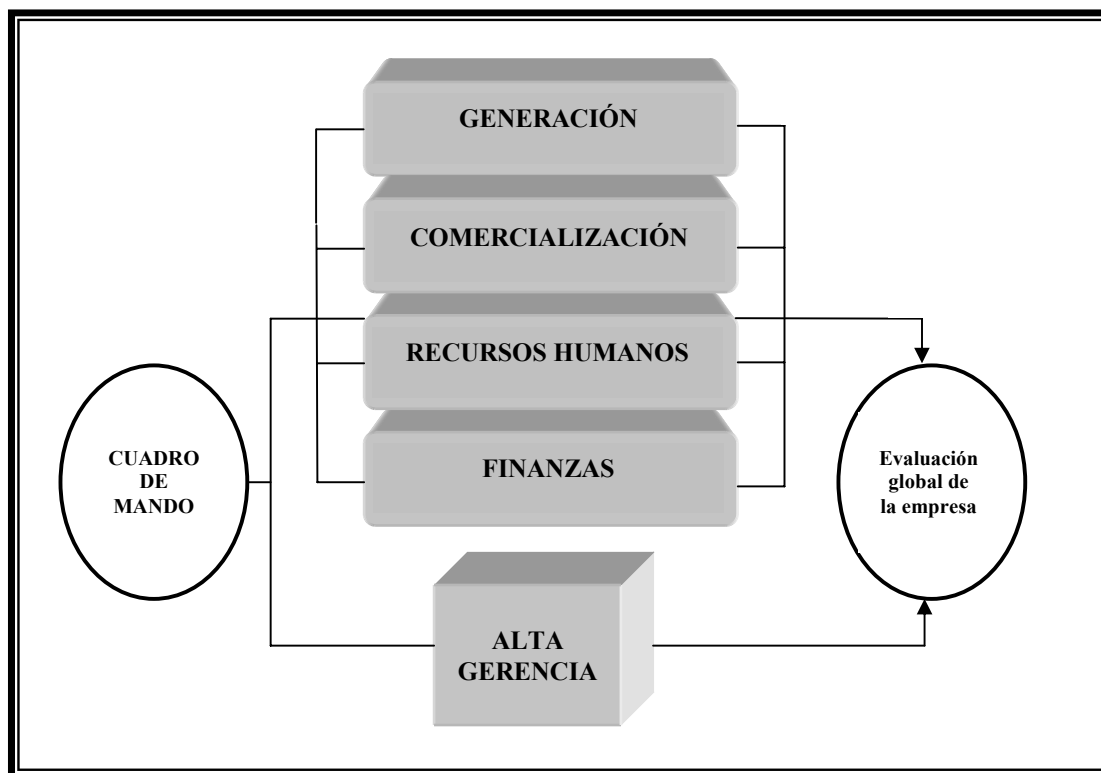 GENERACIÓN
COMERCIALIZACIÓN
RECURSOS HUMANOS
FINANZAS
CUADRO
DE
MANDO
Evaluación
global de
la empresa
ALTA
GERENCIA